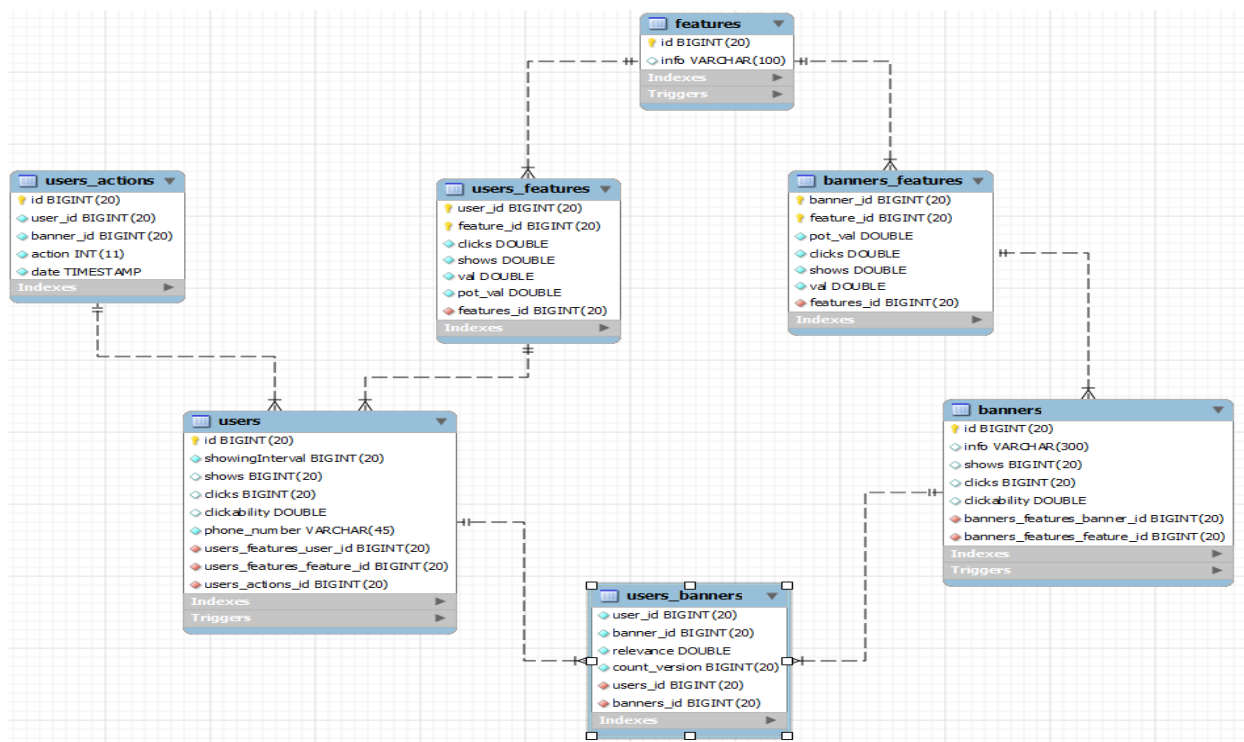 features
id BIGINT(20)
info VARCHAR(100)
Indexes
Triggers
users_actions
id BIGINT(20)
user_id BIGINT(20)
banner_id BIGINT(20)
action INT(11)
date TIMESTAMP
Indexes
users_features
user_id BIGINT(20)
feature_id BIGINT(20)
clicks DOUBLE
shows DOUBLE
val DOUBLE
pot_val DOUBLE
features_id BIGINT(20)
Indexes
banners_features
banner_id BIGINT(20)
feature_id BIGINT(20)
pot_val DOUBLE
clicks DOUBLE
shows DOUBLE
val DOUBLE
features_id BIGINT(20)
Indexes
users
id BIGINT(20)
showingInterval BIGINT(20)
shows BIGINT(20)
clicks BIGINT(20)
clickability DOUBLE
phone_number VARCHAR(45)
users_features_user_id BIGINT(20)
users_features_feature_id BIGINT(20)
users_actions_id BIGINT(20)
Indexes
Triggers
banners
id BIGINT(20)
info VARCHAR(300)
shows BIGINT(20)
clicks BIGINT(20)
clickability DOUBLE
banners_features_banner_id BIGINT(20)
banners_features_feature_id BIGINT(20)
Indexes
Triggers
users_banners
user_id BIGINT(20)
banner_id BIGINT(20)
relevance DOUBLE
count_version BIGINT(20)
users_id BIGINT(20)
banners_id BIGINT(20)
Indexes